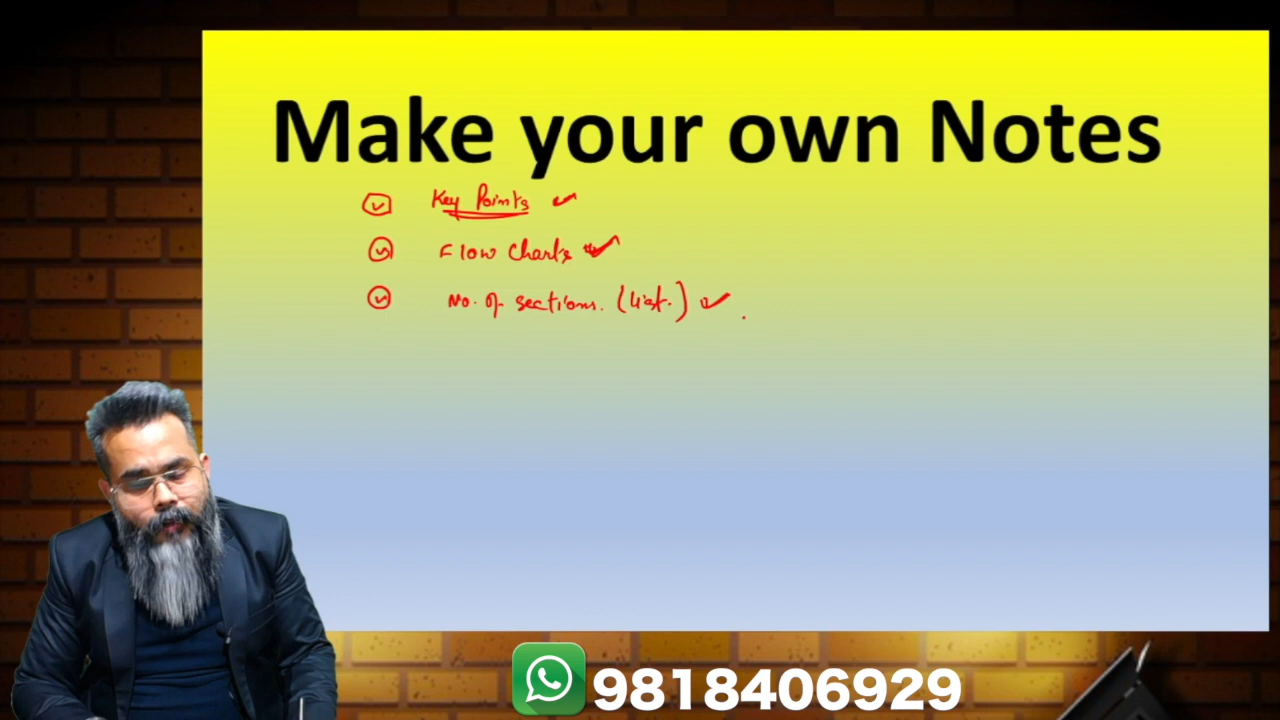 Make your own Notes
Key Points
Flow Charts
No. of sections. (List.)
9818406929